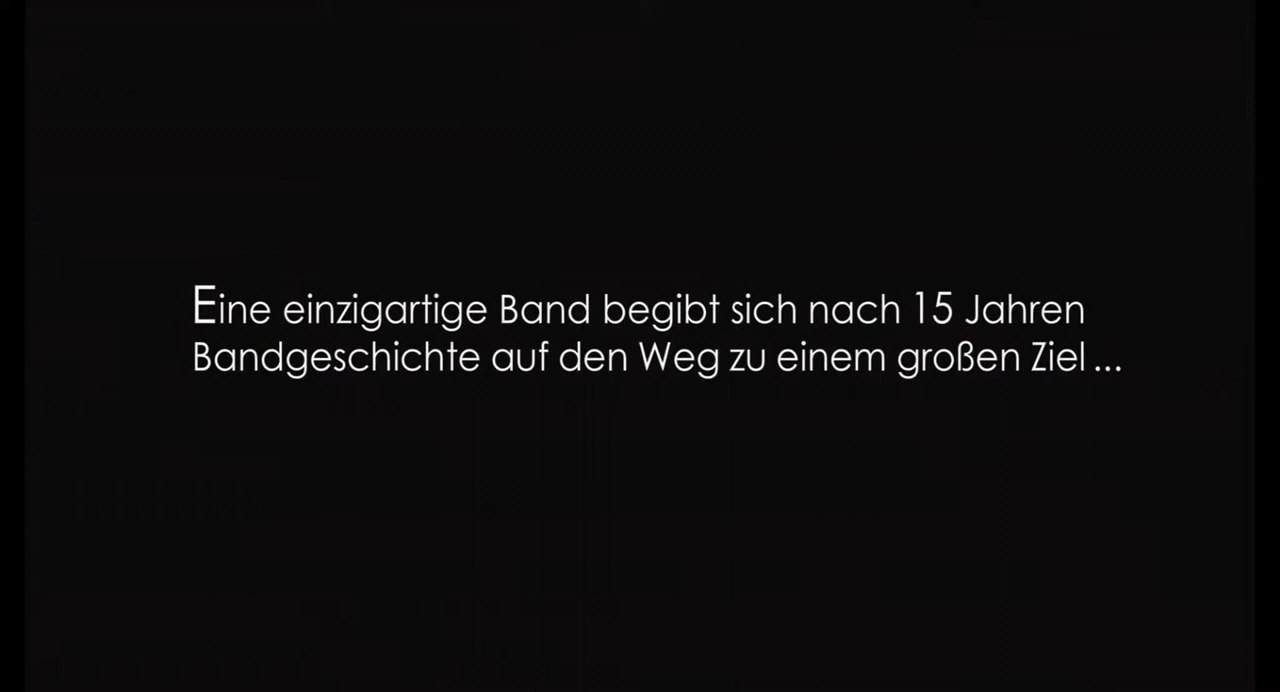 Eine einzigartige Band begibt sich nach 15 Jahren
Bandgeschichte auf den Weg zu einem großen Ziel ...